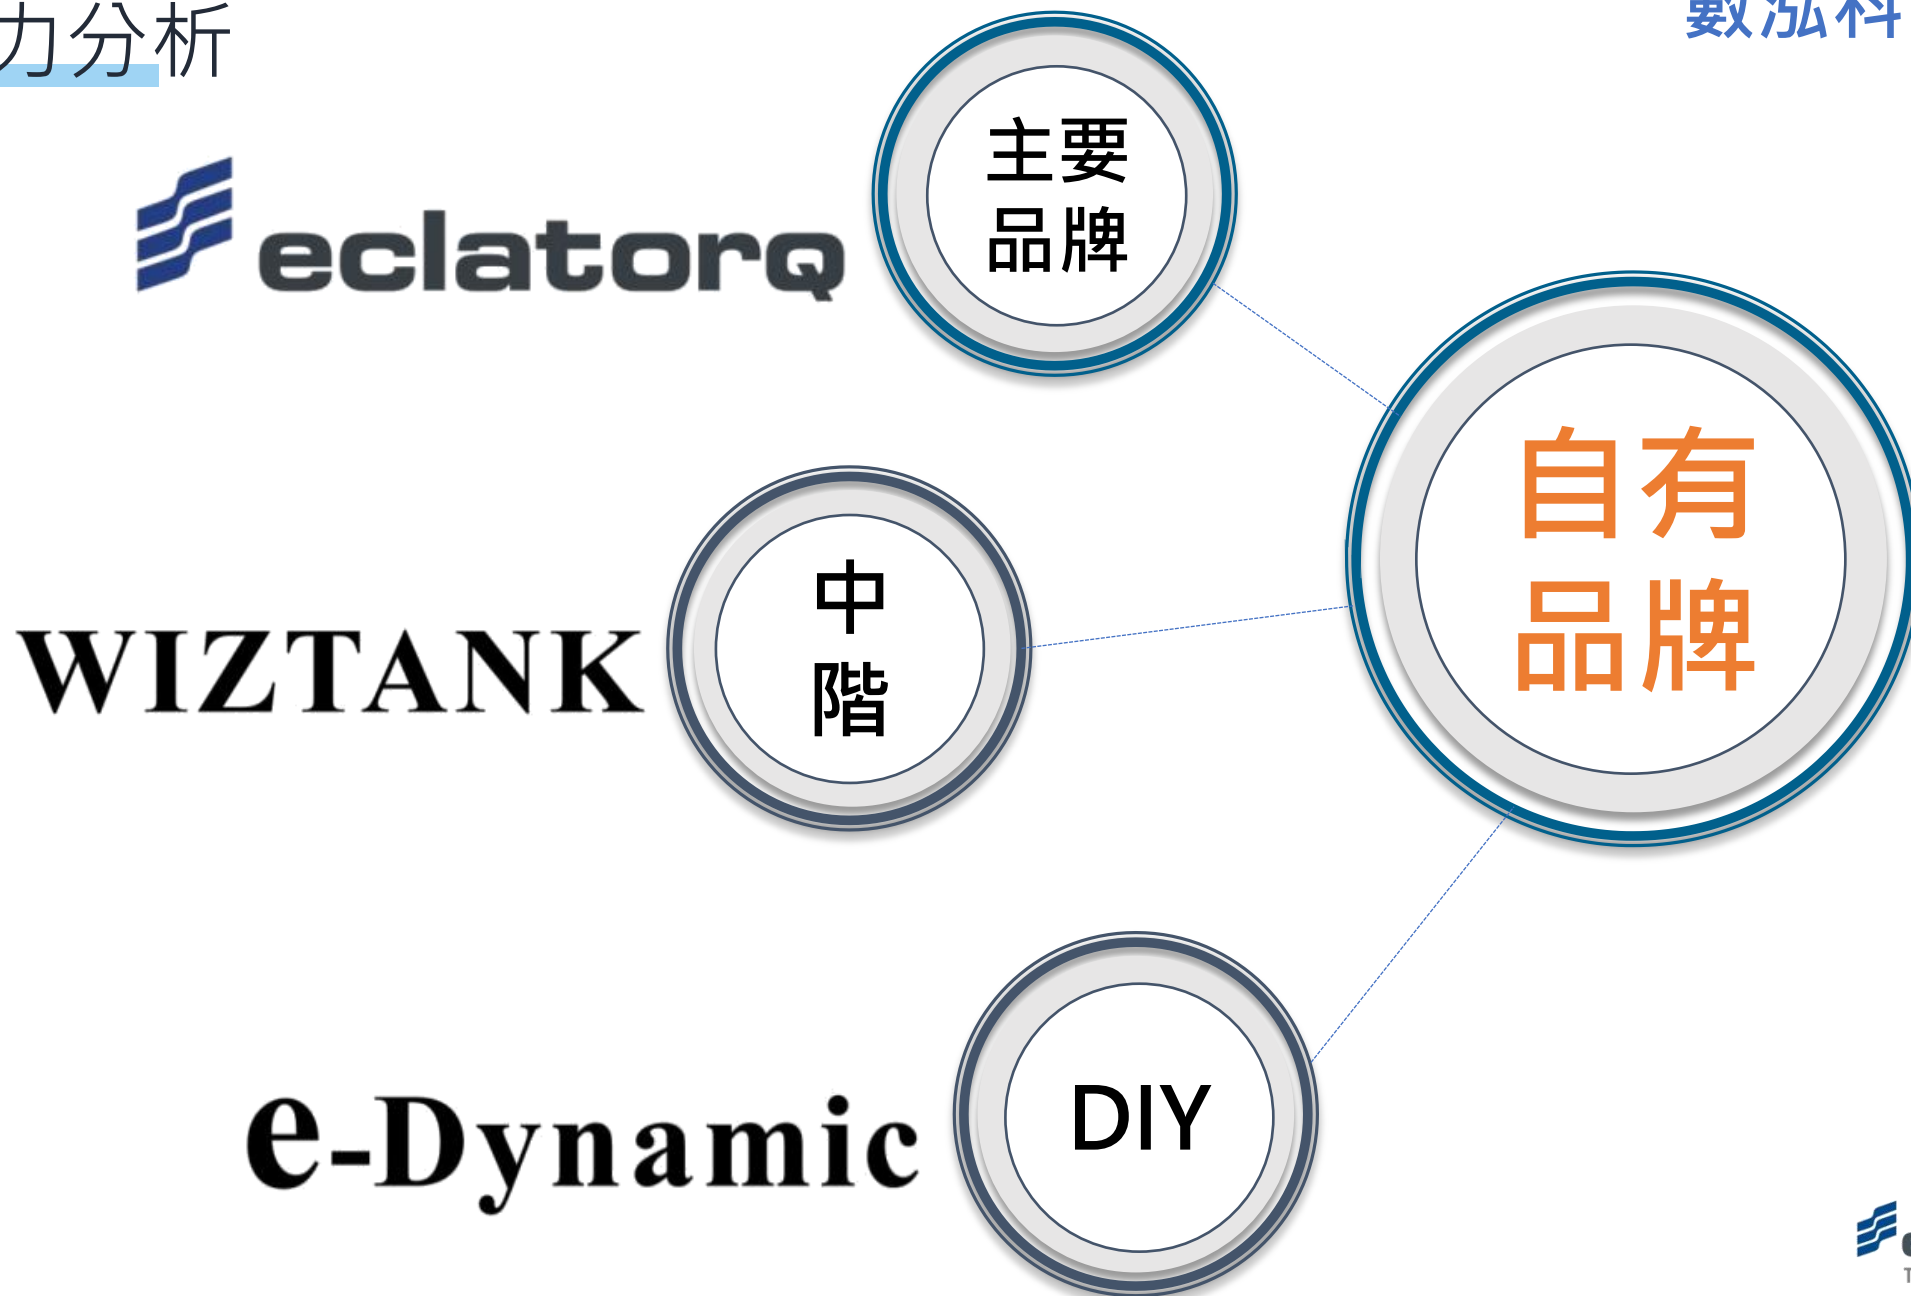 力分析
數泓科
主要
品牌
eclatorq
自有
品牌
中
階
WIZTANK
DIY
e-Dynamic